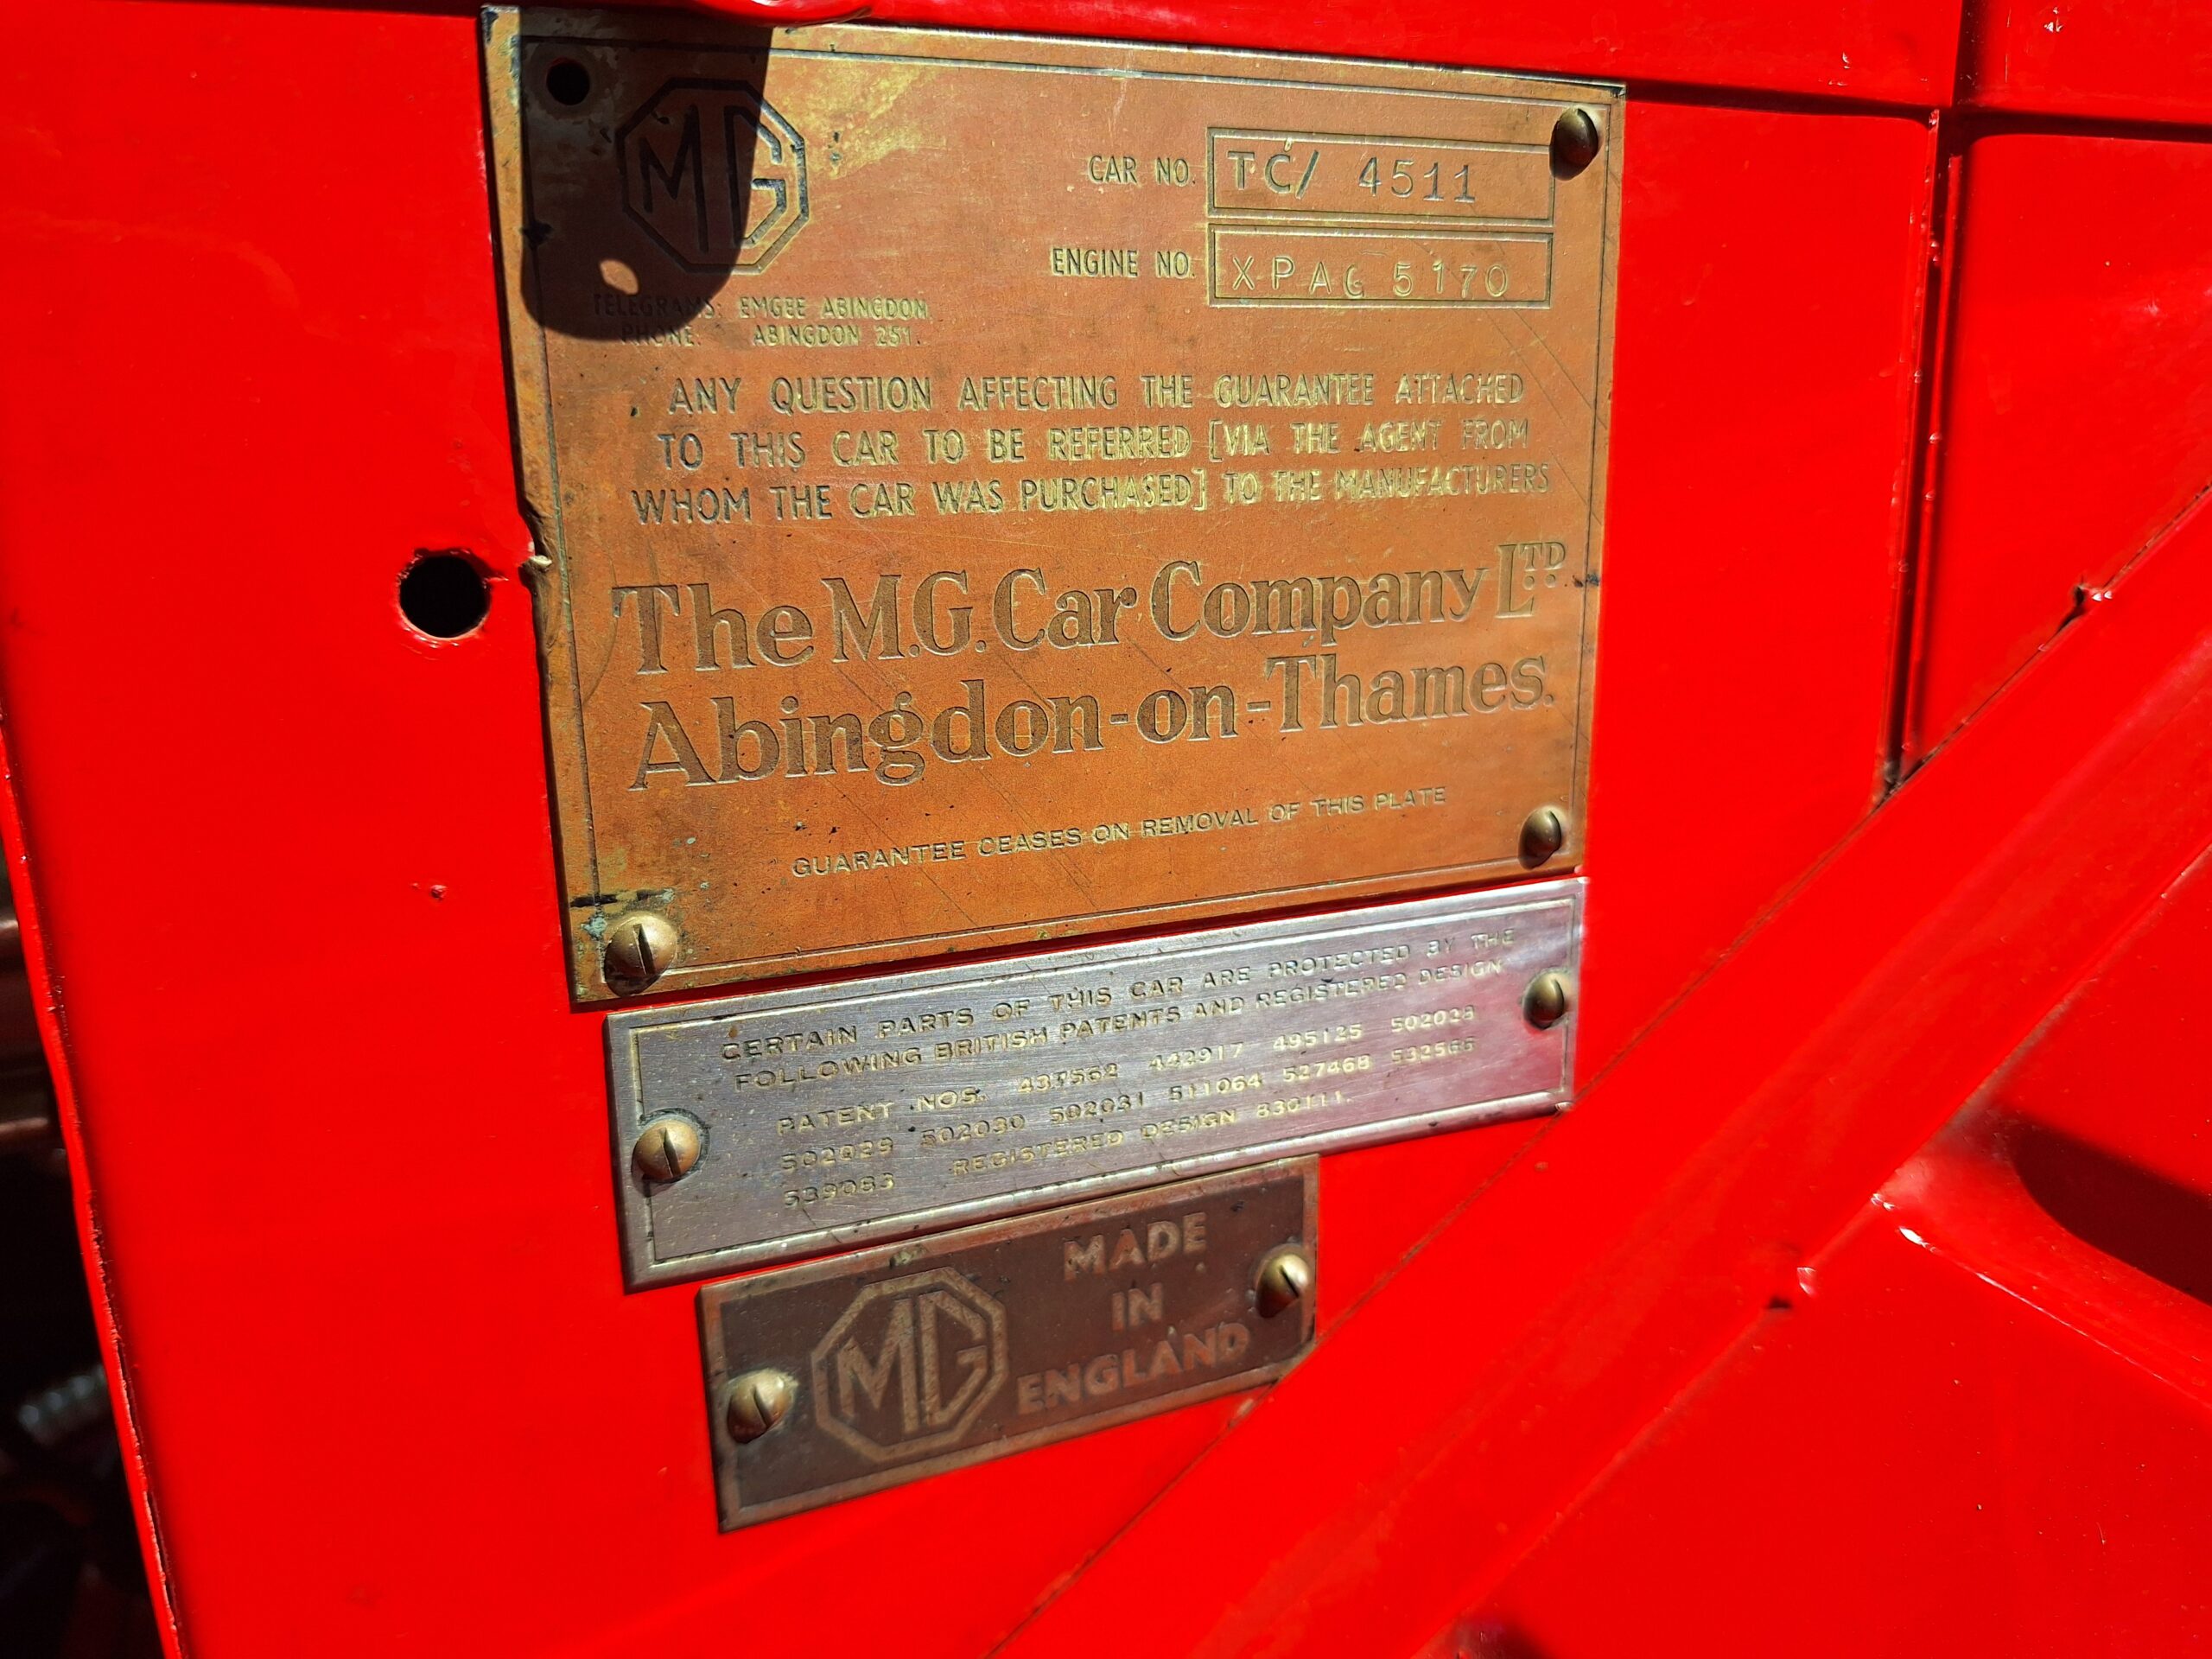 MG
CAR NO. TC/ 4511
ENGINE NO. XPAG 5170
TELEGRAMS: EMGEE ABINGDON.
PHONE: ABINGDON 251.
ANY QUESTION AFFECTING THE GUARANTEE ATTACHED
TO THIS CAR TO BE REFERRED [VIA THE AGENT FROM
WHOM THE CAR WAS PURCHASED] TO THE MANUFACTURERS
The M.G. Car Company LTD.
Abingdon-on-Thames.
GUARANTEE CEASES ON REMOVAL OF THIS PLATE
CERTAIN PARTS OF THIS CAR ARE PROTECTED BY THE
FOLLOWING BRITISH PATENTS AND REGISTERED DESIGN
PATENT NOS. 437562 442917 495125 502028
502029 502030 502031 511064 527468 532565
539083 REGISTERED DESIGN 830111.
MG
MADE
IN
ENGLAND